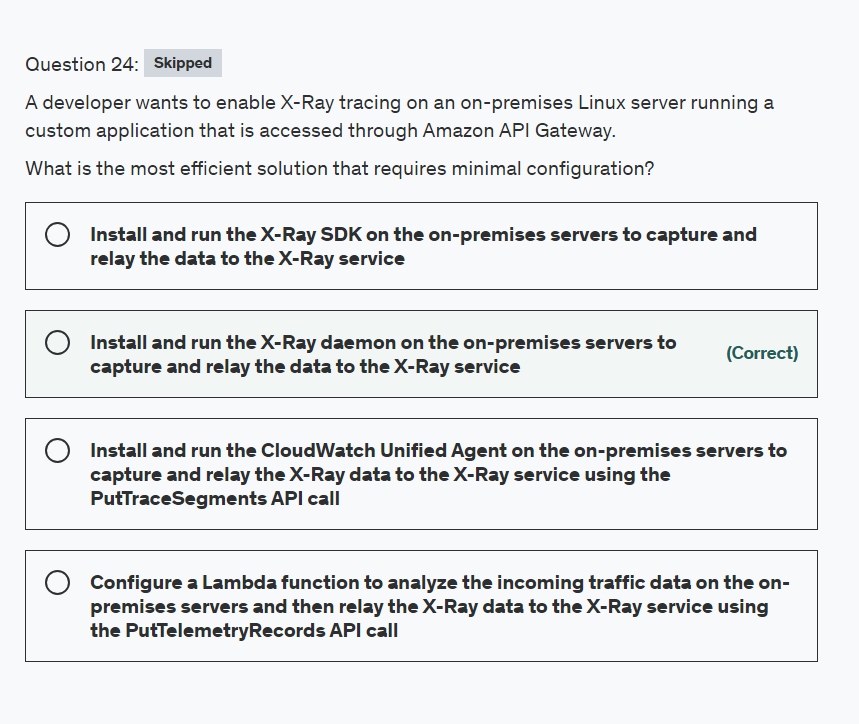 Question 24: Skipped
A developer wants to enable X-Ray tracing on an on-premises Linux server running a
custom application that is accessed through Amazon API Gateway.
What is the most efficient solution that requires minimal configuration?
Install and run the X-Ray SDK on the on-premises servers to capture and
relay the data to the X-Ray service
Install and run the X-Ray daemon on the on-premises servers to
capture and relay the data to the X-Ray service
(Correct)
Install and run the CloudWatch Unified Agent on the on-premises servers to
capture and relay the X-Ray data to the X-Ray service using the
PutTraceSegments API call
Configure a Lambda function to analyze the incoming traffic data on the on-
premises servers and then relay the X-Ray data to the X-Ray service using
the PutTelemetryRecords API call